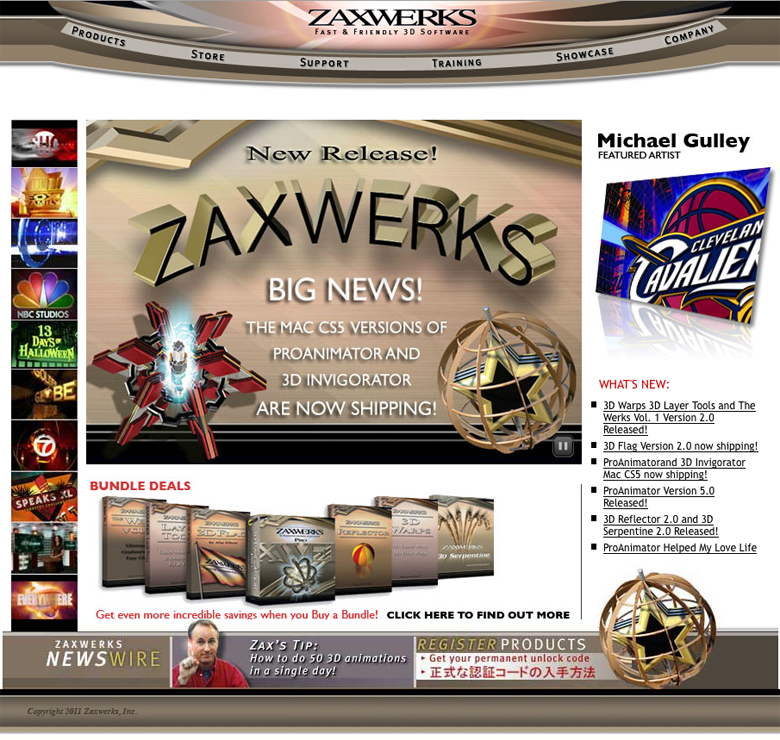 ZAXWERKS
FAST & FRIENDLY 3D SOFTWARE
PRODUCTS
STORE
SUPPORT
TRAINING
SHOWCASE
COMPANY
New Release!
ZAXWERKS
BIG NEWS!
THE MAC CS5 VERSIONS OF
PROANIMATOR AND
3D INVIGORATOR
ARE NOW SHIPPING!
NBC STUDIOS
13
DAYS OF
HALLOWEEN
GLOBE
7
SPEAKS XL
EVERYWHERE
Michael Gulley
FEATURED ARTIST
CLEVELAN
CAVALIER
WHAT'S NEW:
3D Warps 3D Layer Tools and The
Werks Vol. 1 Version 2.0
Released!
3D Flag Version 2.0 now shipping!
ProAnimatorand 3D Invigorator
Mac CS5 now shipping!
ProAnimator Version 5.0
Released!
3D Reflector 2.0 and 3D
Serpentine 2.0 Released!
ProAnimator Helped My Love Life
BUNDLE DEALS
3D FLAG
ZAXWERKS
PRO
REFLECTOR
3D
WARPS
3D Serpentine
Get even more incredible savings when you Buy a Bundle! CLICK HERE TO FIND OUT MORE
ZAXWERKS
NEWSWIRE
ZAX'S TIP:
How to do 50 3D animations
in a single day!
REGISTER PRODUCTS
Get your permanent unlock code
正式な認証コードの入手方法
Copyright 2011 Zaxwerks, Inc.